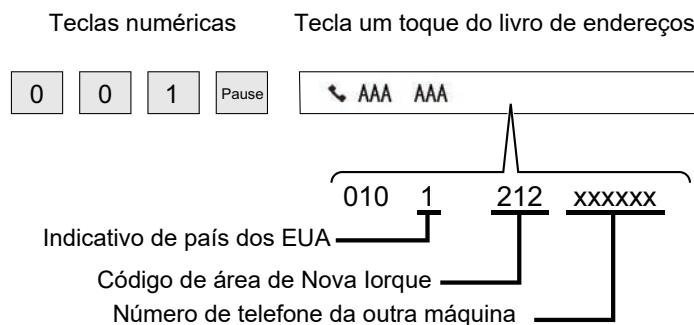 Teclas numéricas Tecla um toque do livro de endereços
0 0 1 Pause AAA AAA
010 1 212 xxxxxx
Indicativo de país dos EUA
Código de área de Nova Iorque
Número de telefone da outra máquina